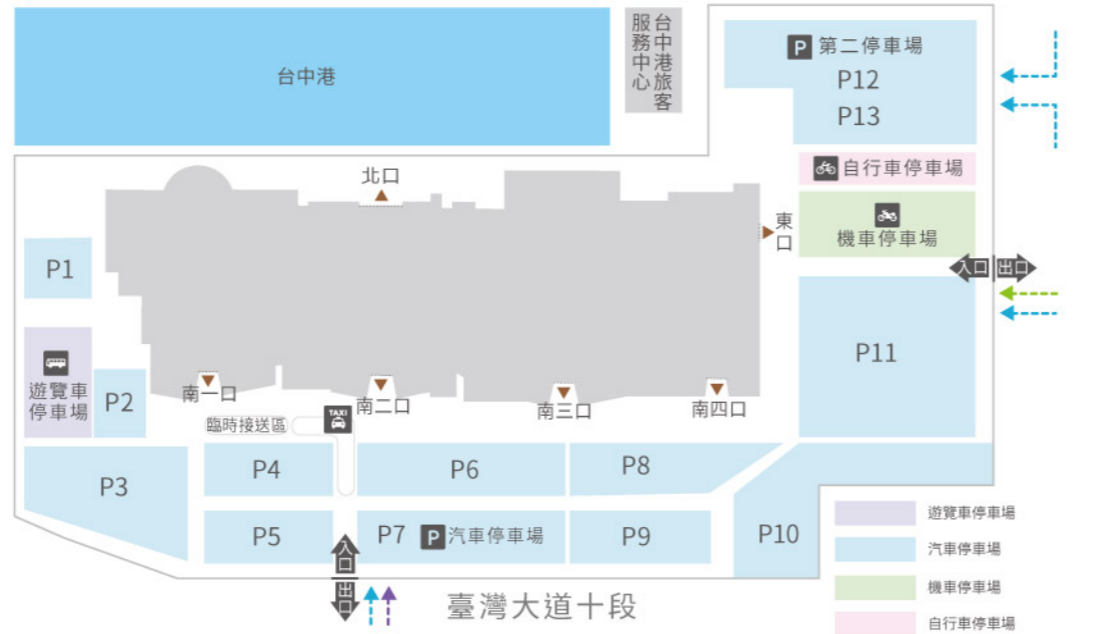 台中港
台中港旅客
服務中心
P 第二停車場
P12
P13
自行車停車場
機車停車場
北口
東口
入口
出口
P1
遊覽車
停車場
P2
P11
南一口
南二口
南三口
南四口
臨時接送區
TAXI
P3
P4
P6
P8
P5
P7 P 汽車停車場
P9
P10
入口
出口
臺灣大道十段
遊覽車停車場
汽車停車場
機車停車場
自行車停車場